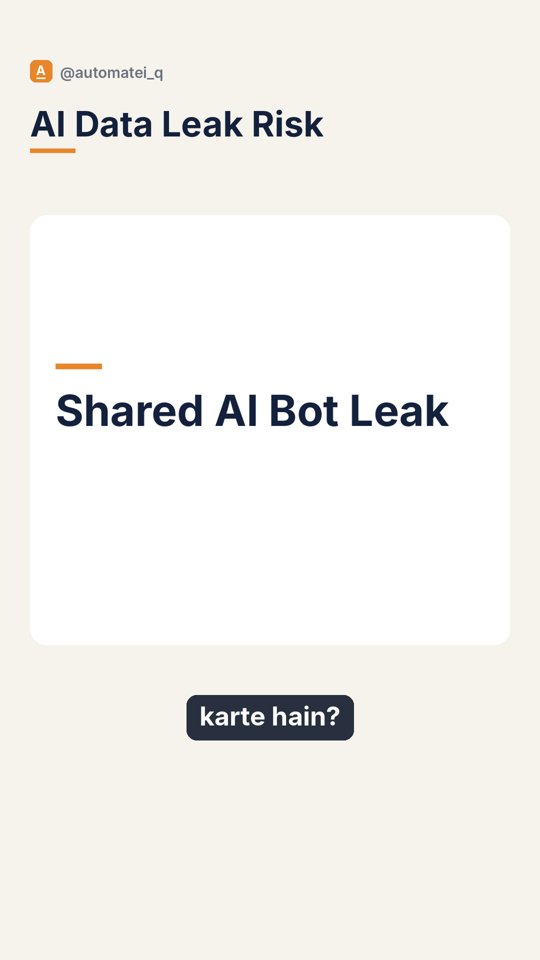 A
@automatei_q
AI Data Leak Risk
Shared AI Bot Leak
karte hain?